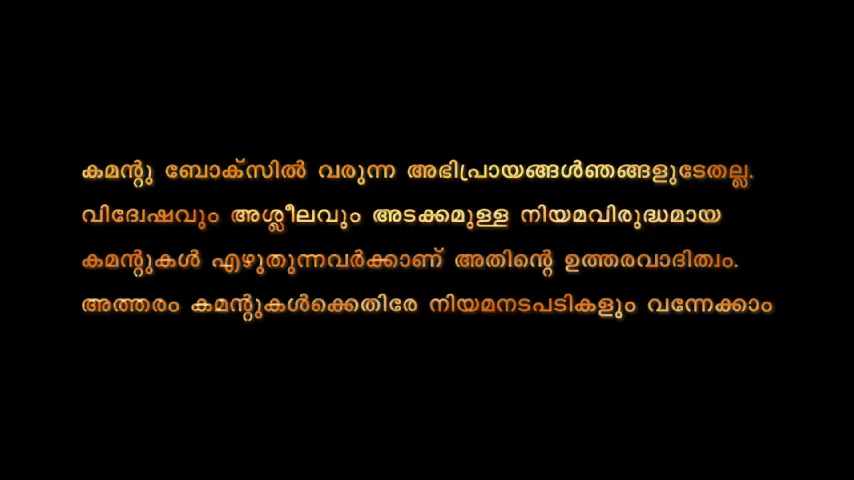 കമന്റു ബോക്സിൽ വരുന്ന അഭിപ്രായങ്ങൾഞങ്ങളുടേതല്ല.
വിദ്വേഷവും അശ്ലീലവും അടക്കമുള്ള നിയമവിരുദ്ധമായ
കമന്റുകൾ എഴുതുന്നവർക്കാണ് അതിന്റെ ഉത്തരവാദിത്വം.
അത്തരം കമന്റുകൾക്കെതിരേ നിയമനടപടികളും വന്നേക്കാം